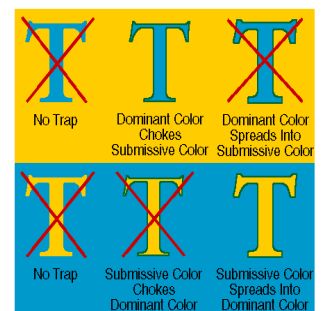 T T T
No Trap
Dominant Color
Chokes
Submissive Color
Dominant Color
Spreads Into
Submissive Color
T T T
No Trap
Submissive Color
Chokes
Dominant Color
Submissive Color
Spreads Into
Dominant Color